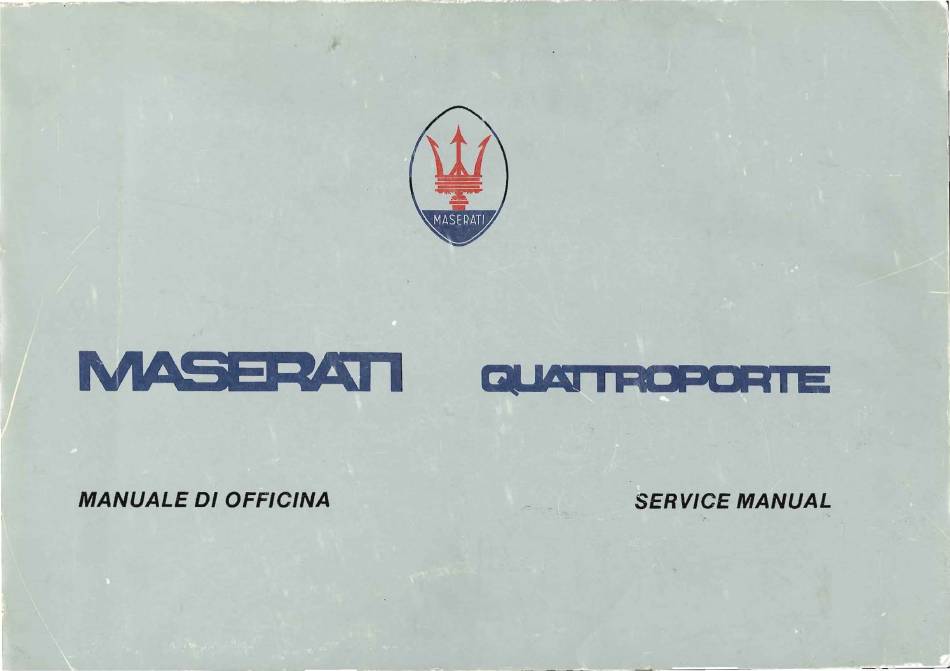 MASERATI
MASERATI QUATTROPORTE
MANUALE DI OFFICINA SERVICE MANUAL